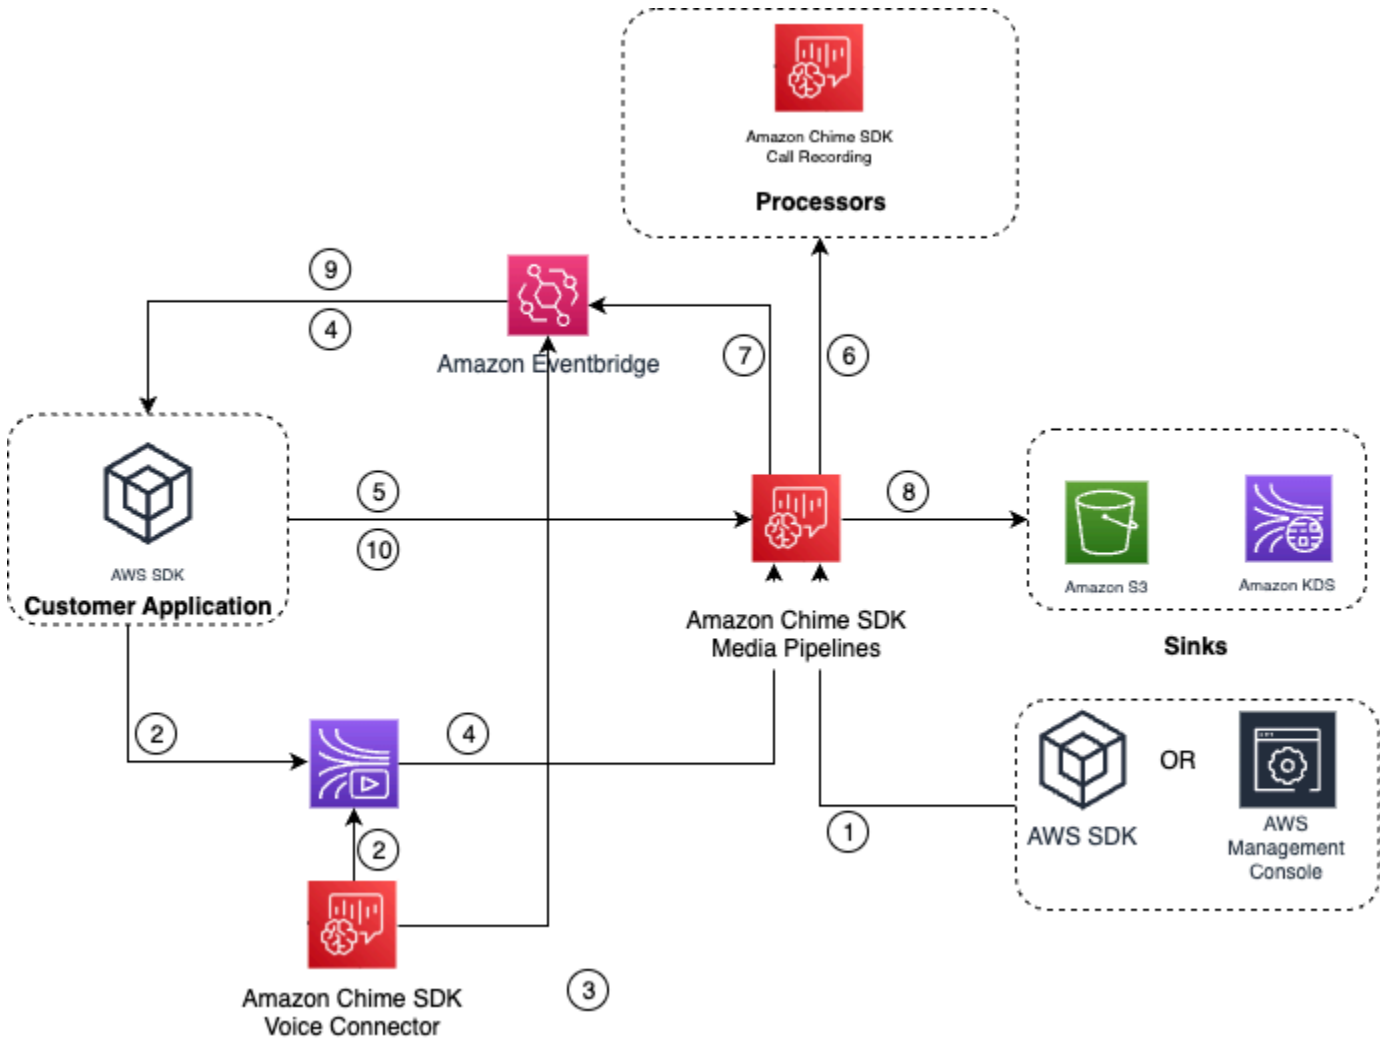 Amazon Chime SDK
Call Recording
Processors
9
4
Amazon Eventbridge
7
6
AWS SDK
Customer Application
5
10
8
Amazon S3
Amazon KDS
Sinks
Amazon Chime SDK
Media Pipelines
2
4
2
1
AWS SDK
OR
AWS
Management
Console
Amazon Chime SDK
Voice Connector
3